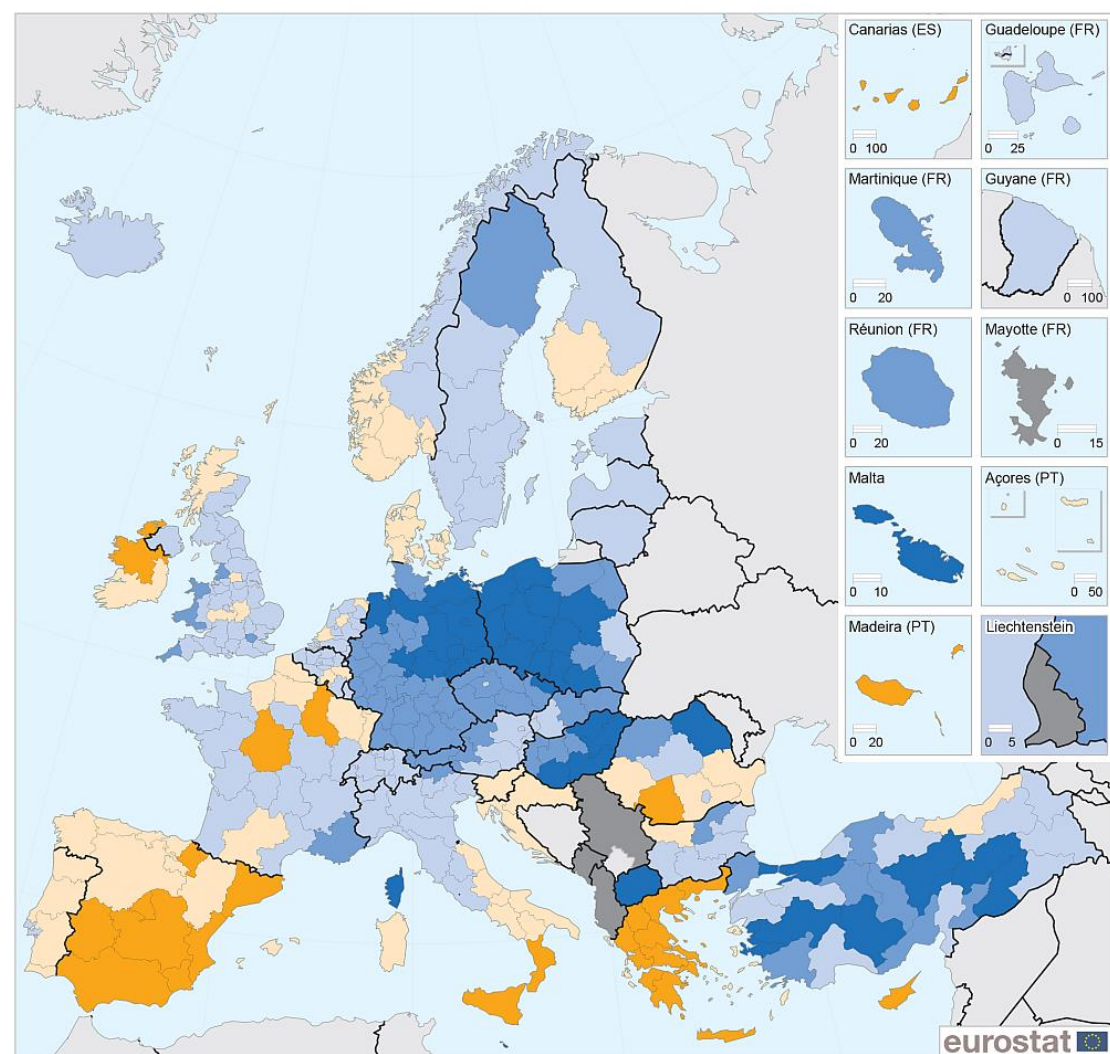 Canarias (ES)
0 100
Guadeloupe (FR)
0 25
Martinique (FR)
0 20
Guyane (FR)
0 100
Réunion (FR)
0 20
Mayotte (FR)
0 15
Malta
0 10
Açores (PT)
0 50
Madeira (PT)
0 20
Liechtenstein
0 5
eurostat